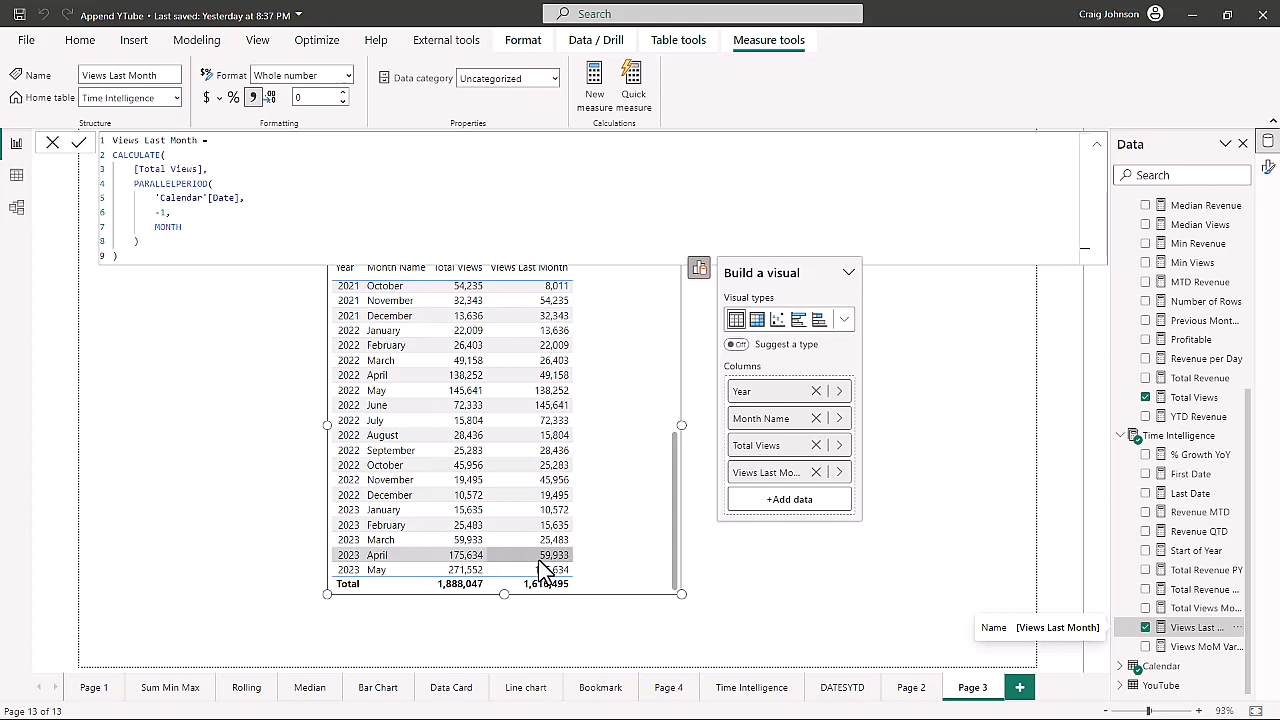 Append YTube • Last saved: Yesterday at 8:37 PM
Search
Craig Johnson
File Home Insert Modeling View Optimize Help External tools Format Data / Drill Table tools Measure tools
Name Views Last Month
Home table Time Intelligence
Structure
Format Whole number
$ % 0
Formatting
Data category Uncategorized
Properties
New measure
Quick measure
Calculations
1 Views Last Month =
2 CALCULATE(
3 [Total Views],
4 PARALLELPERIOD(
5 'Calendar'[Date],
6 -1,
7 MONTH
8 )
9 )
Year Month Name Total Views Views Last Month
2021 October 54,235 8,011
2021 November 32,343 54,235
2021 December 13,636 32,343
2022 January 22,009 13,636
2022 February 26,403 22,009
2022 March 49,158 26,403
2022 April 138,252 49,158
2022 May 145,641 138,252
2022 June 72,333 145,641
2022 July 15,804 72,333
2022 August 28,436 15,804
2022 September 25,283 28,436
2022 October 45,956 25,283
2022 November 19,495 45,956
2022 December 10,572 19,495
2023 January 15,635 10,572
2023 February 25,483 15,635
2023 March 59,933 25,483
2023 April 175,634 59,933
2023 May 271,552
Total 1,888,047
Build a visual
Visual types
Off Suggest a type
Columns
Year
Month Name
Total Views
Views Last Mo...
+Add data
Data
Search
Median Revenue
Median Views
Min Revenue
Min Views
MTD Revenue
Number of Rows
Previous Mont...
Profitable
Revenue per Day
Total Revenue
Total Views
YTD Revenue
Time Intelligence
% Growth YoY
First Date
Last Date
Revenue MTD
Revenue QTD
Start of Year
Total Revenue PY
Total Revenue ...
Total Views Mo...
Views Last ...
Views MoM Var...
Calendar
YouTube
Name [Views Last Month]
Page 1 Sum Min Max Rolling Median Bar Chart Data Card Line chart Bookmark Page 4 Time Intelligence DATESYTD Page 2 Page 3
Page 13 of 13
93%